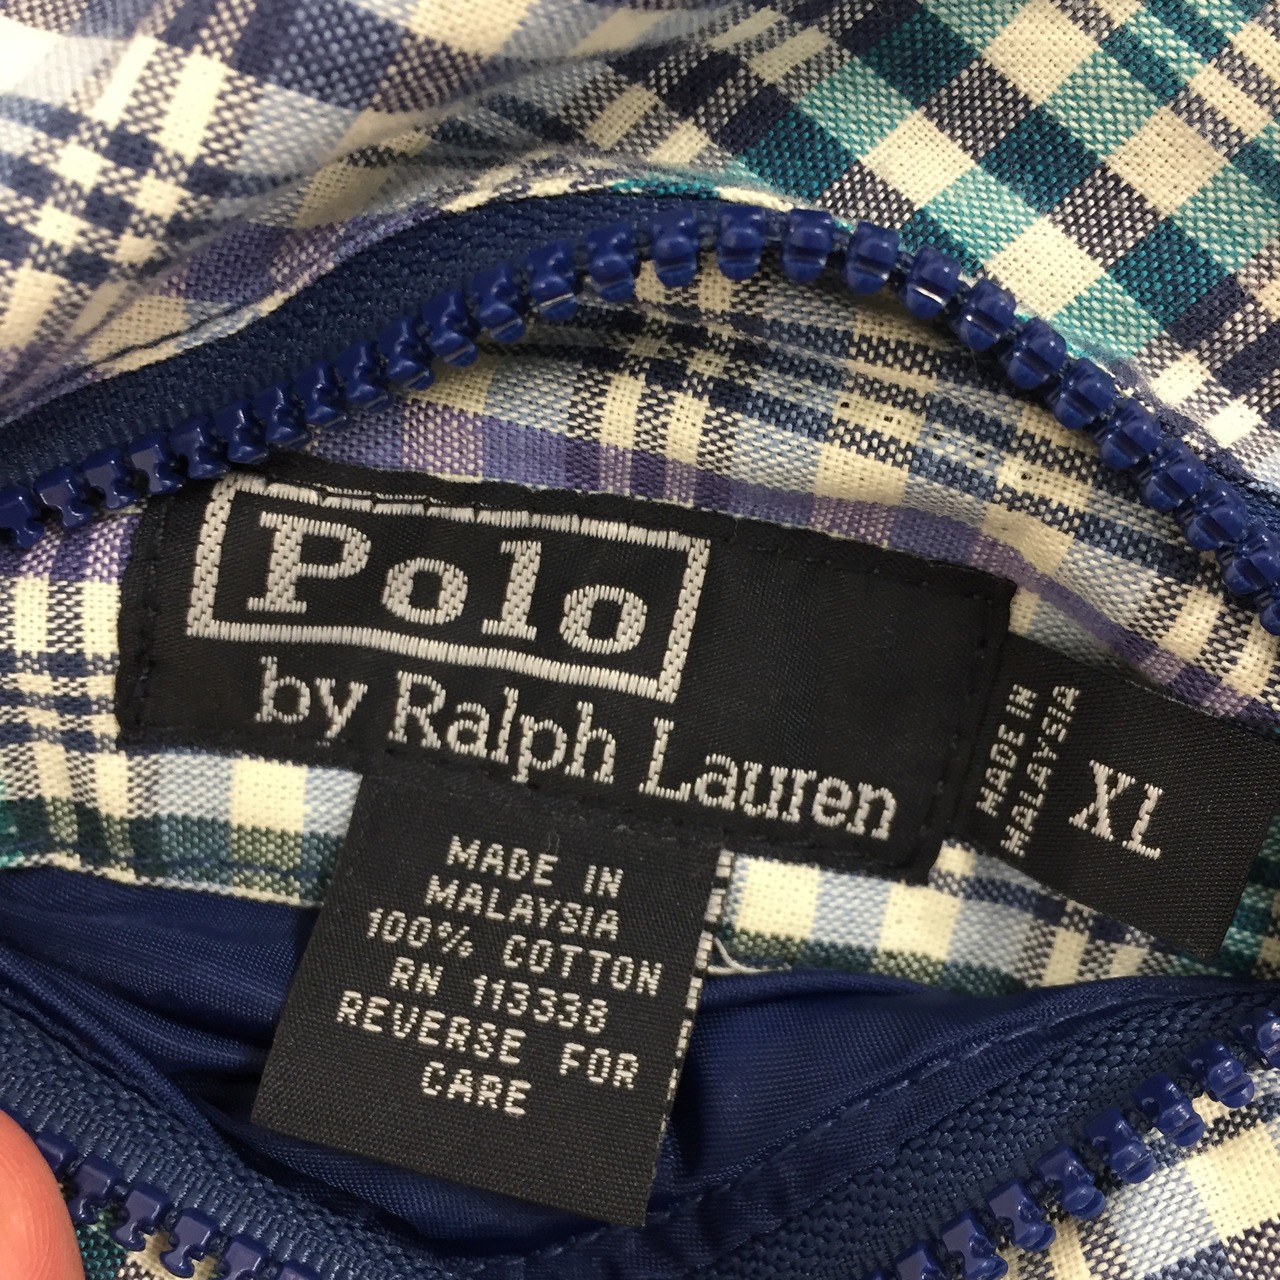 Polo
by Ralph Lauren
MADE IN
MALAYSIA
XL
MADE IN
MALAYSIA
100% COTTON
RN 113338
REVERSE FOR
CARE